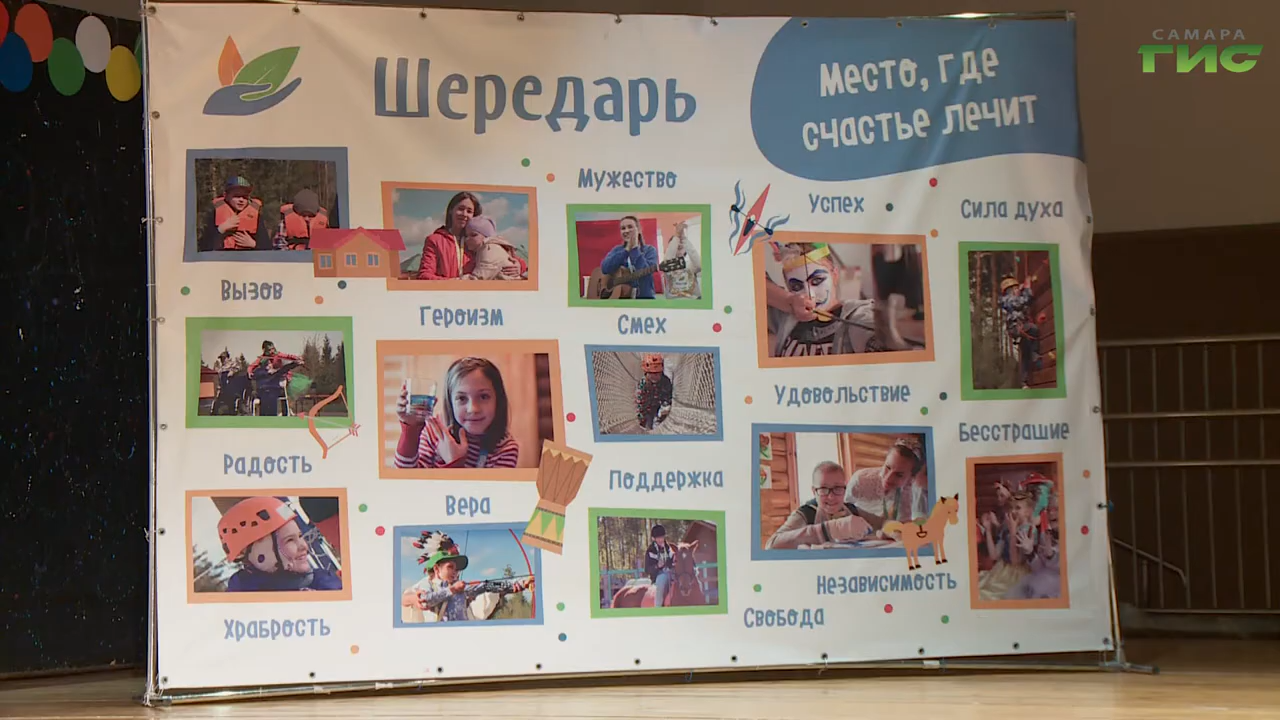 САМАРА
ГИС
Шередарь
Место, где
счастье лечит
Мужество
Успех
Сила духа
Вызов
Героизм
Смех
Удовольствие
Бесстрашие
Радость
Вера
Поддержка
Независимость
Свобода
Храбрость